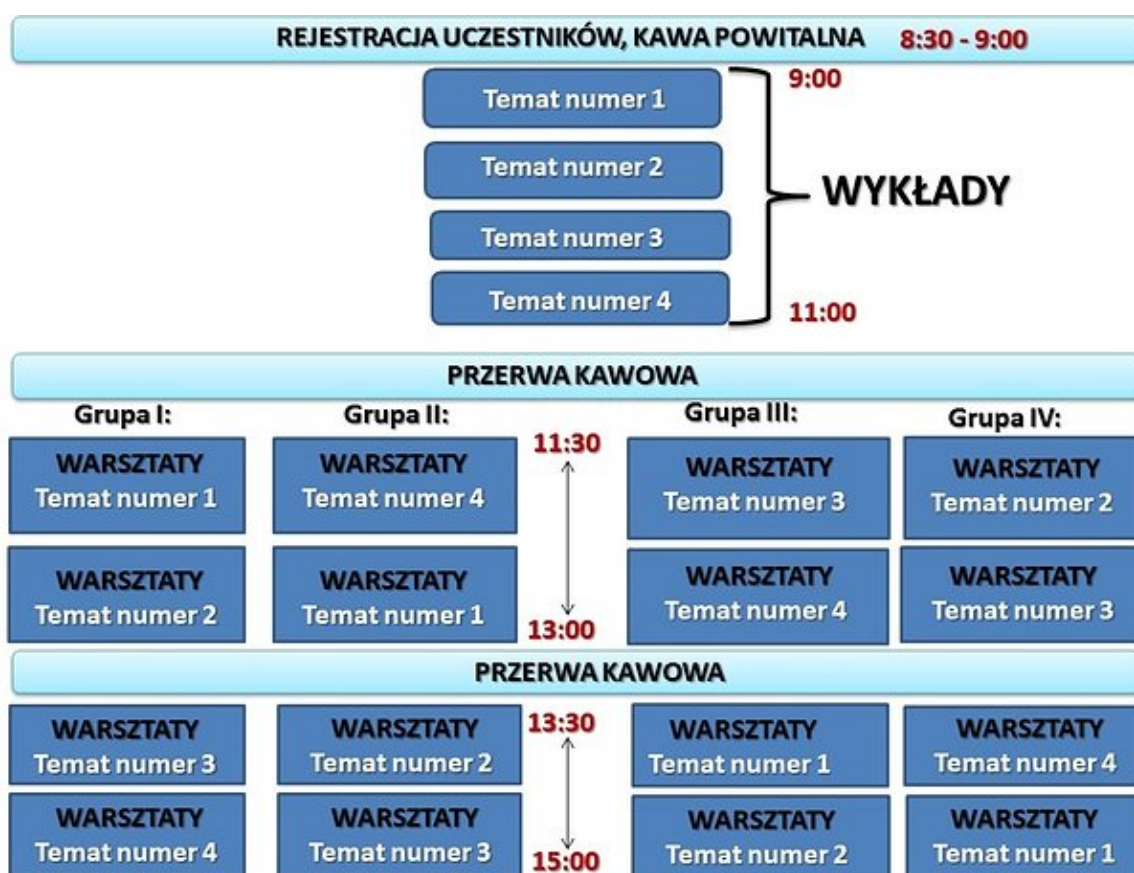 REJESTRACJA UCZESTNIKÓW, KAWA POWITALNA 8:30 - 9:00
9:00
Temat numer 1
Temat numer 2
WYKŁADY
Temat numer 3
Temat numer 4
11:00
PRZERWA KAWOWA
Grupa I: Grupa II: Grupa III: Grupa IV:
11:30
WARSZTATY WARSZTATY WARSZTATY WARSZTATY
Temat numer 1 Temat numer 4 Temat numer 3 Temat numer 2
WARSZTATY WARSZTATY WARSZTATY WARSZTATY
Temat numer 2 Temat numer 1 Temat numer 4 Temat numer 3
13:00
PRZERWA KAWOWA
13:30
WARSZTATY WARSZTATY WARSZTATY WARSZTATY
Temat numer 3 Temat numer 2 Temat numer 1 Temat numer 4
WARSZTATY WARSZTATY WARSZTATY WARSZTATY
Temat numer 4 Temat numer 3 Temat numer 2 Temat numer 1
15:00